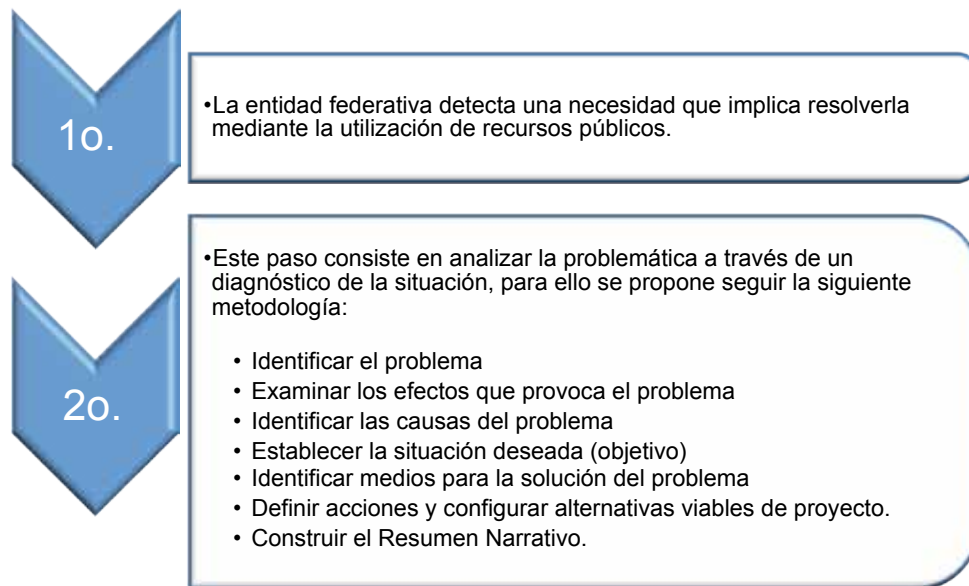 1o.
•La entidad federativa detecta una necesidad que implica resolverla
mediante la utilización de recursos públicos.
2o.
•Este paso consiste en analizar la problemática a través de un
diagnóstico de la situación, para ello se propone seguir la siguiente
metodología:
• Identificar el problema
• Examinar los efectos que provoca el problema
• Identificar las causas del problema
• Establecer la situación deseada (objetivo)
• Identificar medios para la solución del problema
• Definir acciones y configurar alternativas viables de proyecto.
• Construir el Resumen Narrativo.